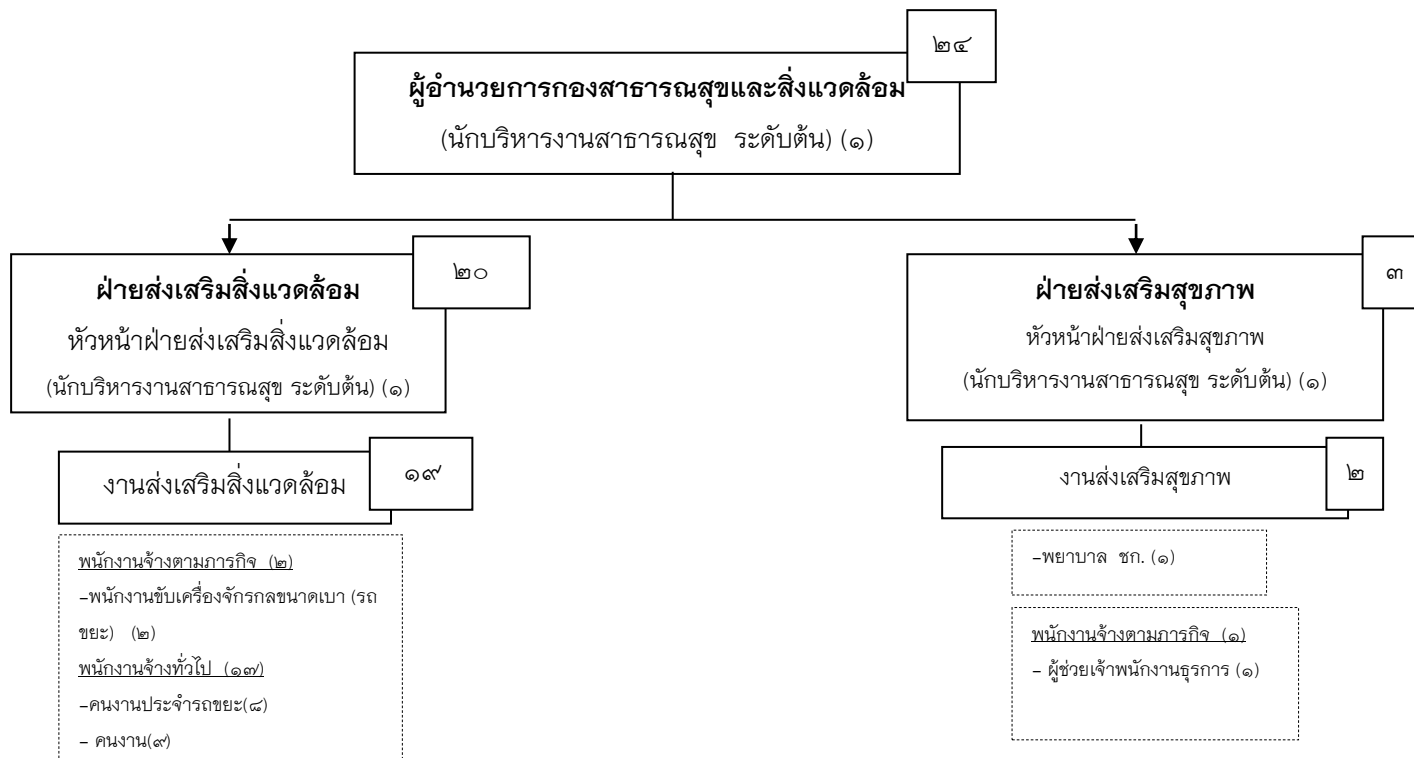 ๒๔
ผู้อำนวยการกองสาธารณสุขและสิ่งแวดล้อม
(นักบริหารงานสาธารณสุข ระดับต้น) (๑)
๒๐
ฝ่ายส่งเสริมสิ่งแวดล้อม
หัวหน้าฝ่ายส่งเสริมสิ่งแวดล้อม
(นักบริหารงานสาธารณสุข ระดับต้น) (๑)
๑๙
งานส่งเสริมสิ่งแวดล้อม
พนักงานจ้างตามภารกิจ (๒)
-พนักงานขับเครื่องจักรกลขนาดเบา (รถ
ขยะ) (๒)
พนักงานจ้างทั่วไป (๑๗)
-คนงานประจำรถขยะ(๘)
- คนงาน(๙)
๓
ฝ่ายส่งเสริมสุขภาพ
หัวหน้าฝ่ายส่งเสริมสุขภาพ
(นักบริหารงานสาธารณสุข ระดับต้น) (๑)
๒
งานส่งเสริมสุขภาพ
-พยาบาล ชก. (๑)
พนักงานจ้างตามภารกิจ (๑)
- ผู้ช่วยเจ้าพนักงานธุรการ (๑)